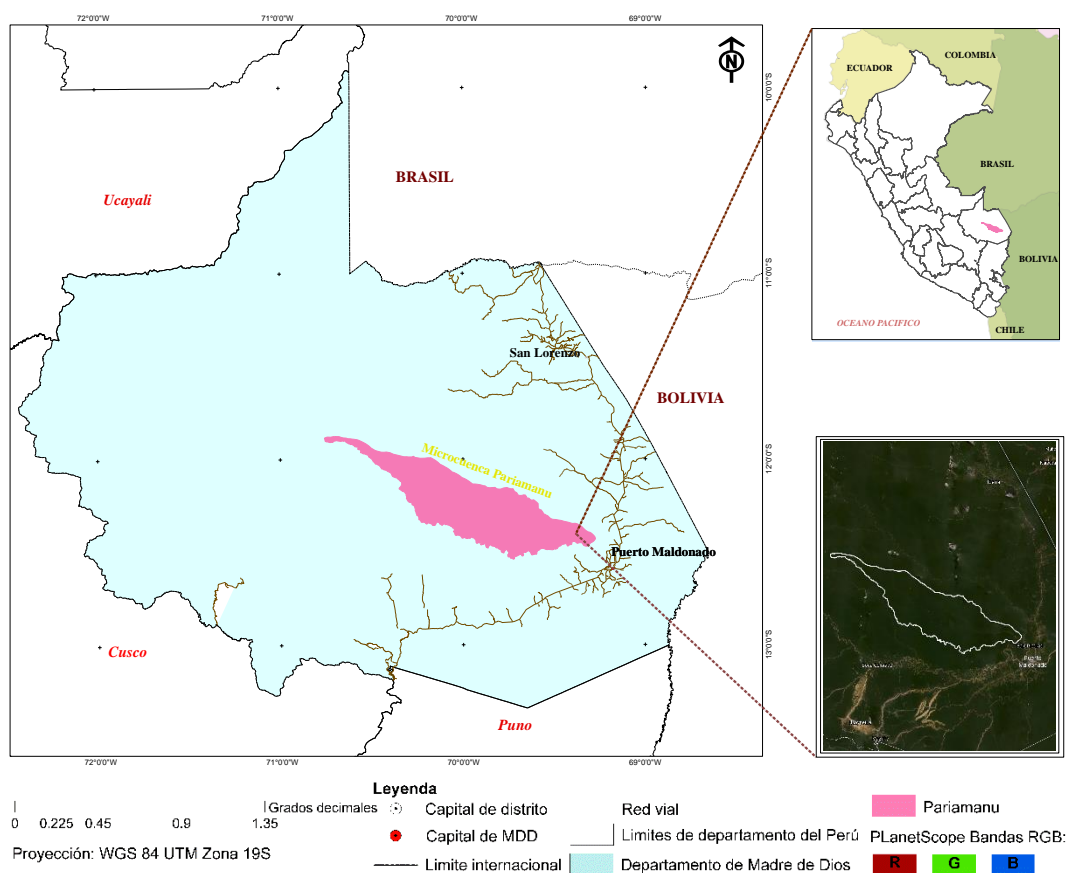 72°0'0"W 71°0'0"W 70°0'0"W 69°0'0"W
10°0'0"S
11°0'0"S
12°0'0"S
13°0'0"S
N
BRASIL
Ucayali
San Lorenzo
BOLIVIA
Microcuenca Pariamanu
Puerto Maldonado
Cusco
Puno
72°0'0"W 71°0'0"W 70°0'0"W 69°0'0"W
COLOMBIA
ECUADOR
BRASIL
BOLIVIA
OCEANO PACIFICO
CHILE
Puerto
Maldonado
Leyenda
Grados decimales
0 0.225 0.45 0.9 1.35
Proyección: WGS 84 UTM Zona 19S
Capital de distrito
Capital de MDD
Limite internacional
Red vial
Limites de departamento del Perú
Departamento de Madre de Dios
Pariamanu
PLanetScope Bandas RGB:
R G B